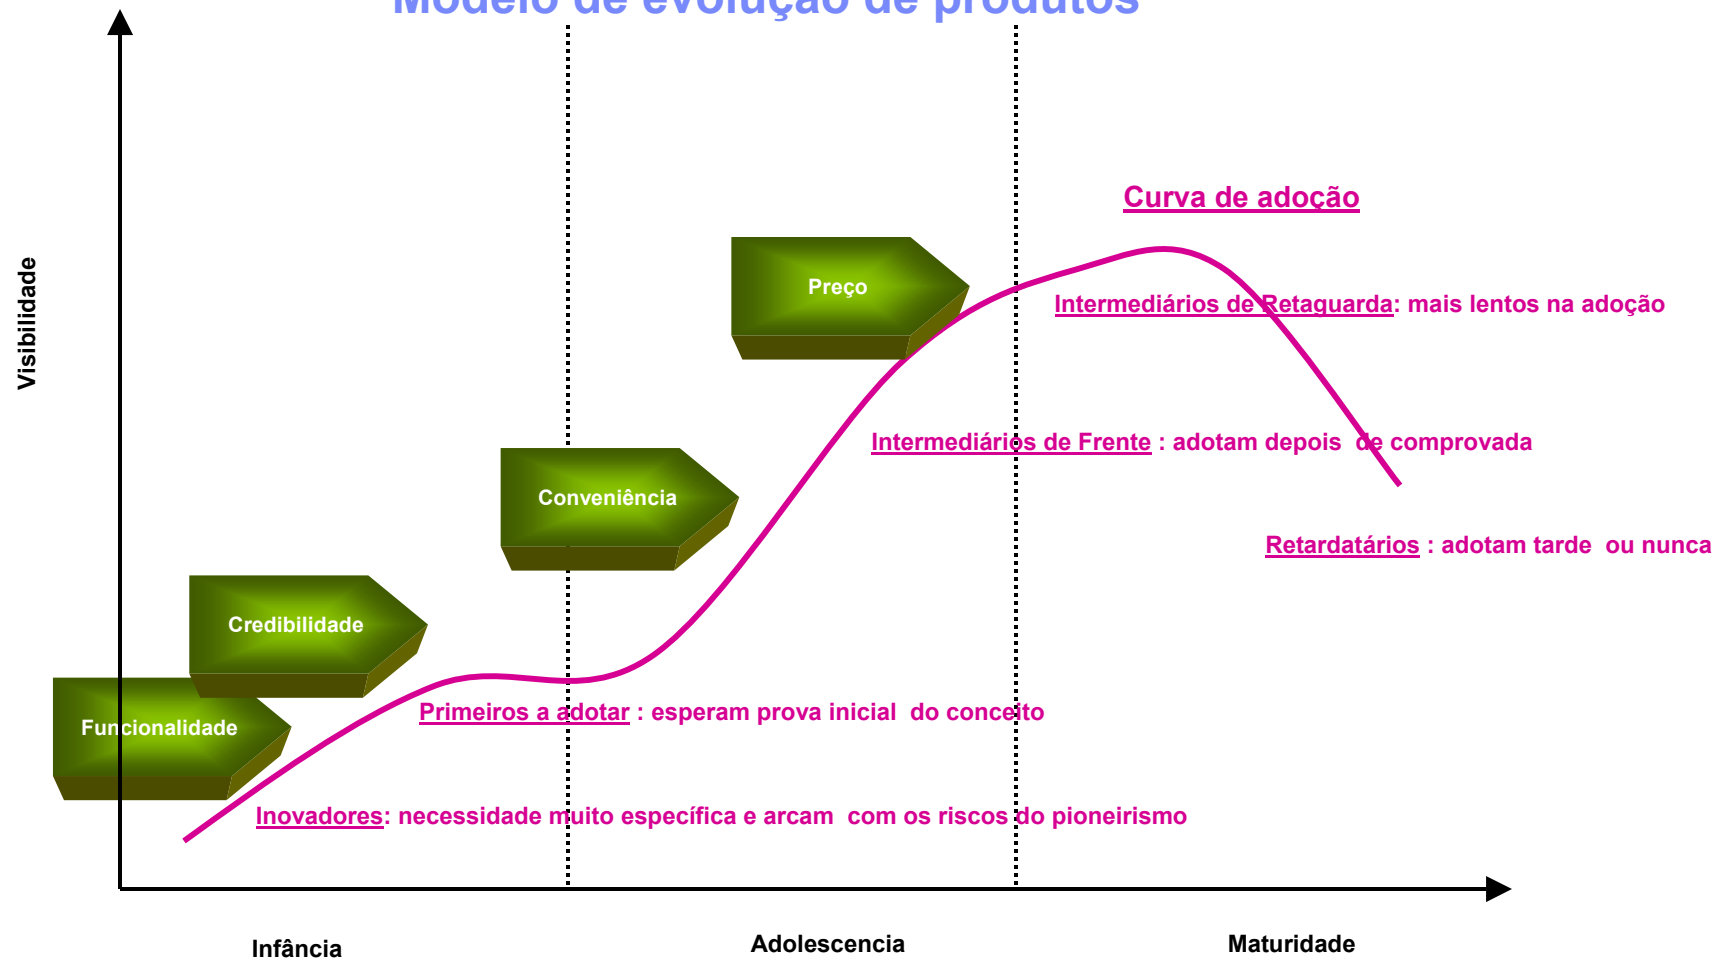 Modelo de evolução de produtos
Visibilidade
Curva de adoção
Preço
Intermediários de Retaguarda: mais lentos na adoção
Intermediários de Frente : adotam depois  de comprovada
Conveniência
Retardatários : adotam tarde  ou nunca
Credibilidade
Primeiros a adotar : esperam prova inicial  do conceito
Funcionalidade
Inovadores: necessidade muito específica e arcam  com os riscos do pioneirismo
Infância
Adolescencia
Maturidade